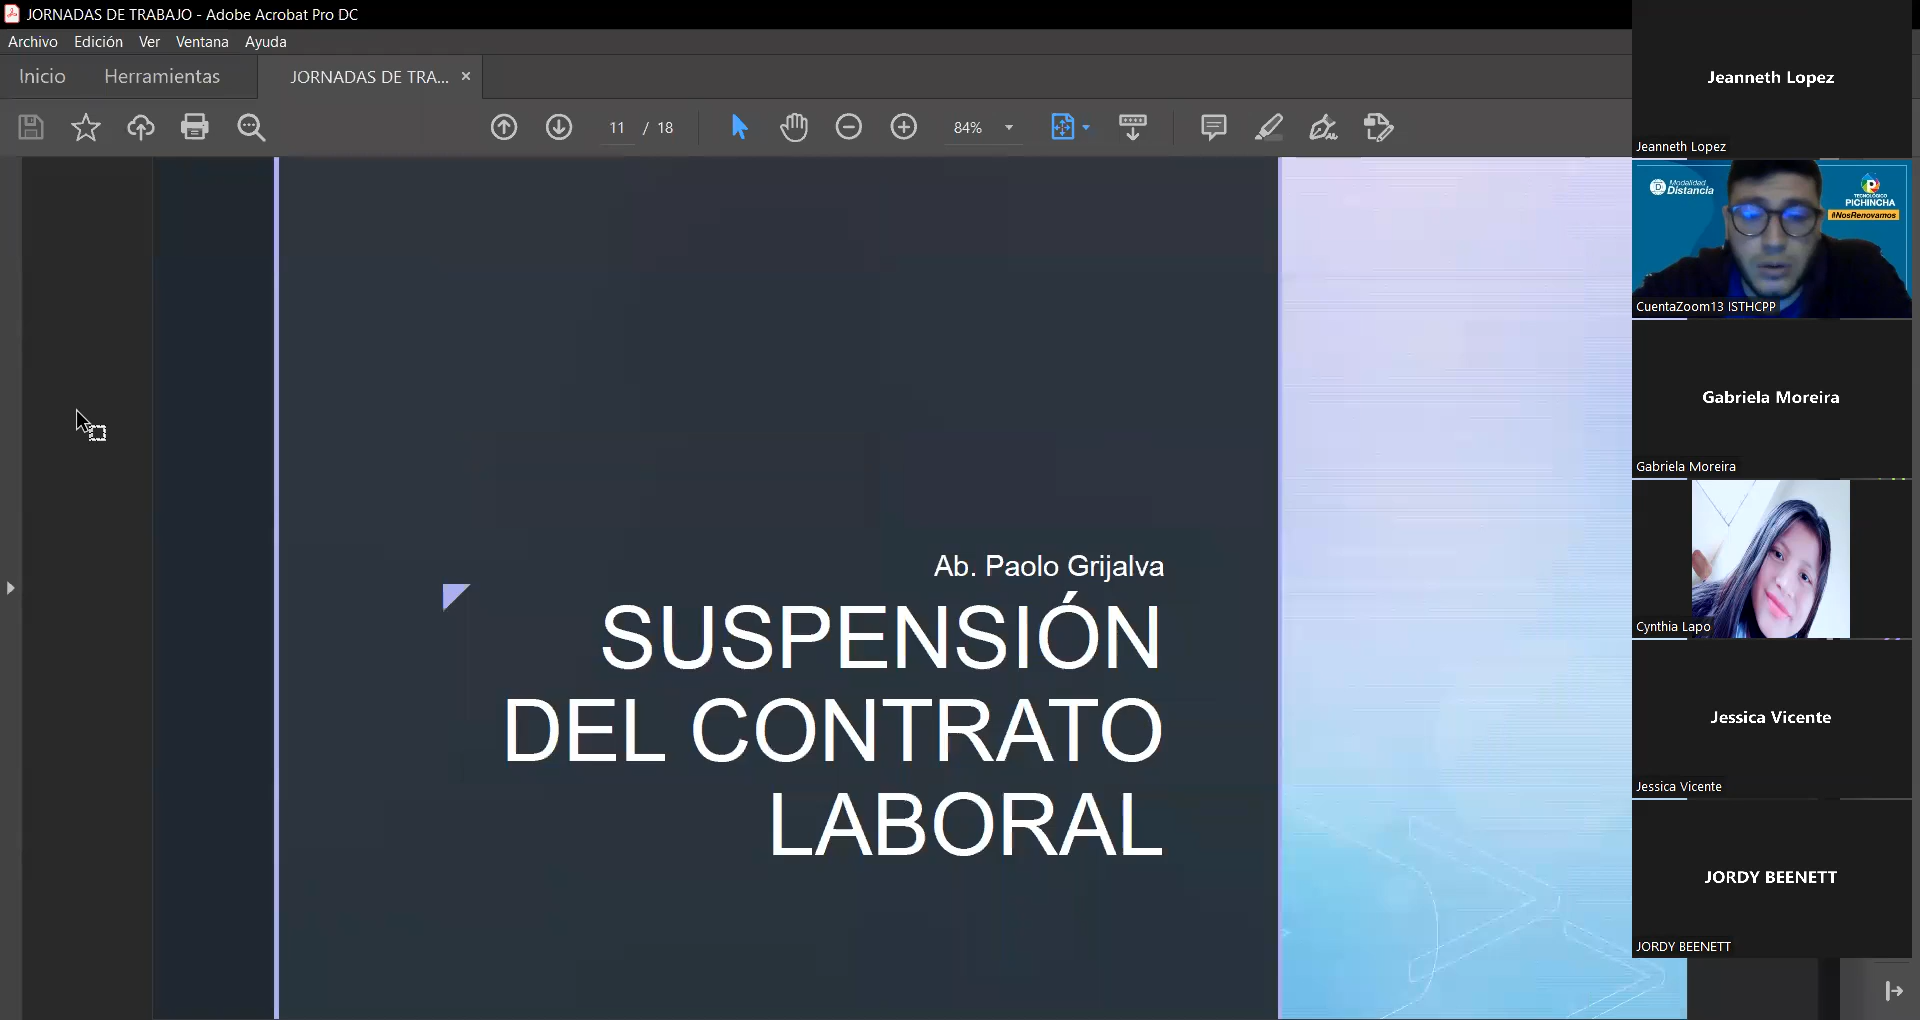 JORNADAS DE TRABAJO - Adobe Acrobat Pro DC
Archivo Edición Ver Ventana Ayuda
Inicio Herramientas JORNADAS DE TRA... ×
11 / 18 84%
Ab. Paolo Grijalva
SUSPENSIÓN
DEL CONTRATO
LABORAL
Jeanneth Lopez
Jeanneth Lopez
Modalidad
Distancia
TECNOLÓGICO
PICHINCHA
#NosRenovamos
CuentaZoom13 ISTHCPP
Gabriela Moreira
Gabriela Moreira
Cynthia Lapo
Jessica Vicente
Jessica Vicente
JORDY BEENETT
JORDY BEENETT